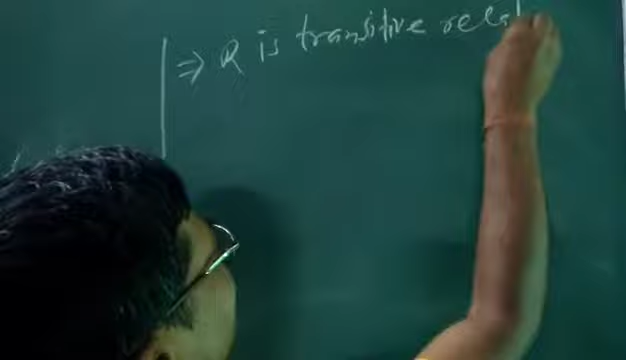 ⇒ R is transitive rela